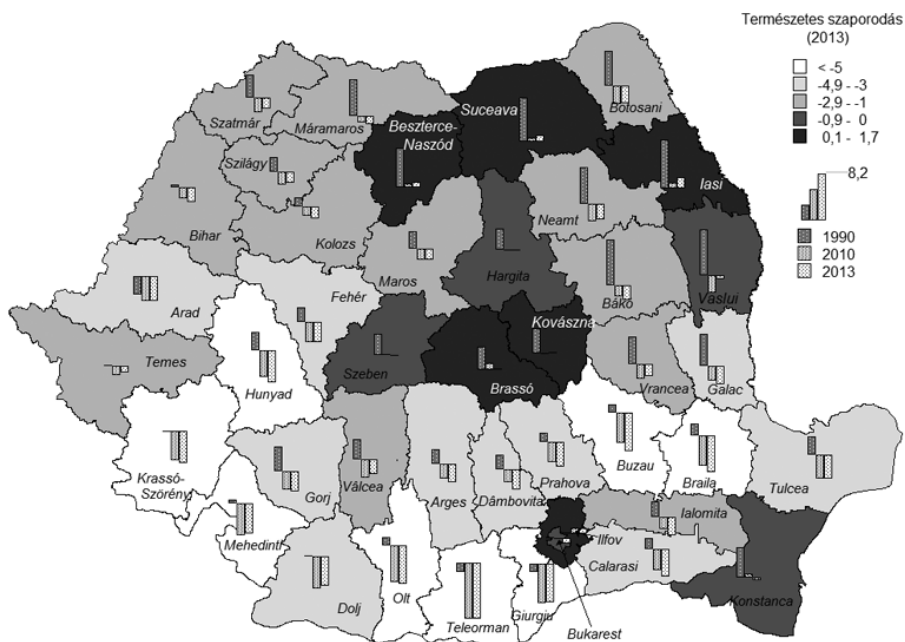 Természetes szaporodás
(2013)
< -5
-4,9 - -3
-2,9 - -1
-0,9 - 0
0,1 - 1,7
8,2
1990
2010
2013
Szatmár
Máramaros
Suceava
Botosani
Beszterce-
Naszód
Szilágy
Iasi
Bihar
Kolozs
Neamt
Maros
Hargita
Bákó
Vaslui
Arad
Fehér
Kovászna
Temes
Hunyad
Szeben
Brassó
Vrancea
Galac
Krassó-
Szörény
Gorj
Vâlcea
Arges
Dâmbovita
Prahova
Buzau
Braila
Tulcea
Mehedinti
Ialomita
Ilfov
Calarasi
Dolj
Olt
Teleorman
Giurgiu
Bukarest
Konstanca